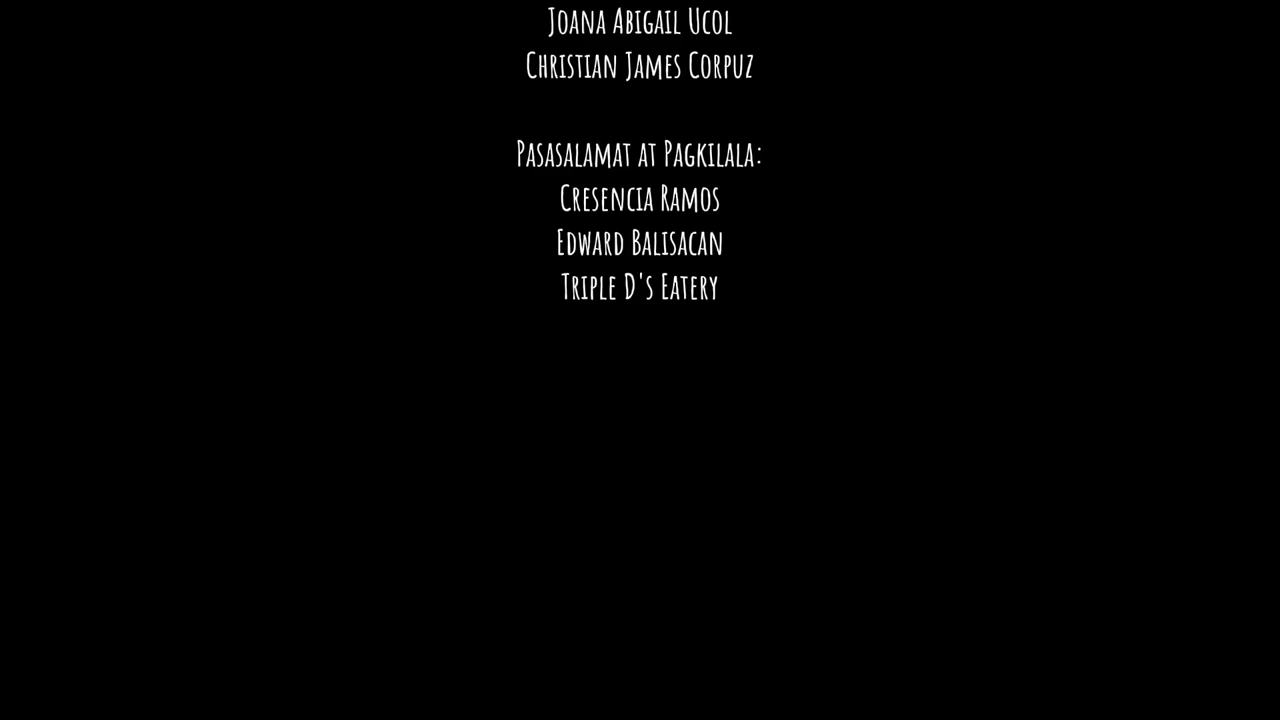 Joana Abigail Ucol
Christian James Corpuz
Pasasalamat at Pagkilala:
Cresencia Ramos
Edward Balisacan
Triple D's Eatery